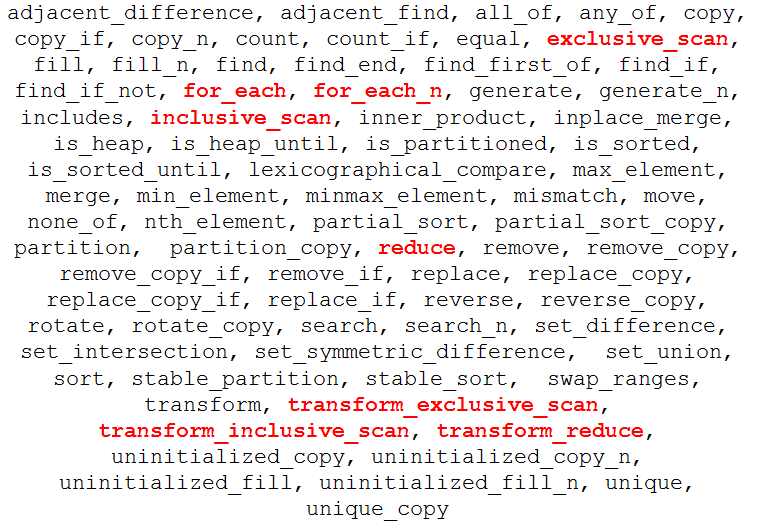 adjacent_difference, adjacent_find, all_of, any_of, copy,
copy_if, copy_n, count, count_if, equal, exclusive_scan,
fill, fill_n, find, find_end, find_first_of, find_if,
find_if_not, for_each, for_each_n, generate, generate_n,
includes, inclusive_scan, inner_product, inplace_merge,
is_heap, is_heap_until, is_partitioned, is_sorted,
is_sorted_until, lexicographical_compare, max_element,
merge, min_element, minmax_element, mismatch, move,
none_of, nth_element, partial_sort, partial_sort_copy,
partition, partition_copy, reduce, remove, remove_copy,
remove_copy_if, remove_if, replace, replace_copy,
replace_copy_if, replace_if, reverse, reverse_copy,
rotate, rotate_copy, search, search_n, set_difference,
set_intersection, set_symmetric_difference, set_union,
sort, stable_partition, stable_sort, swap_ranges,
transform, transform_exclusive_scan,
transform_inclusive_scan, transform_reduce,
uninitialized_copy, uninitialized_copy_n,
uninitialized_fill, uninitialized_fill_n, unique,
unique_copy